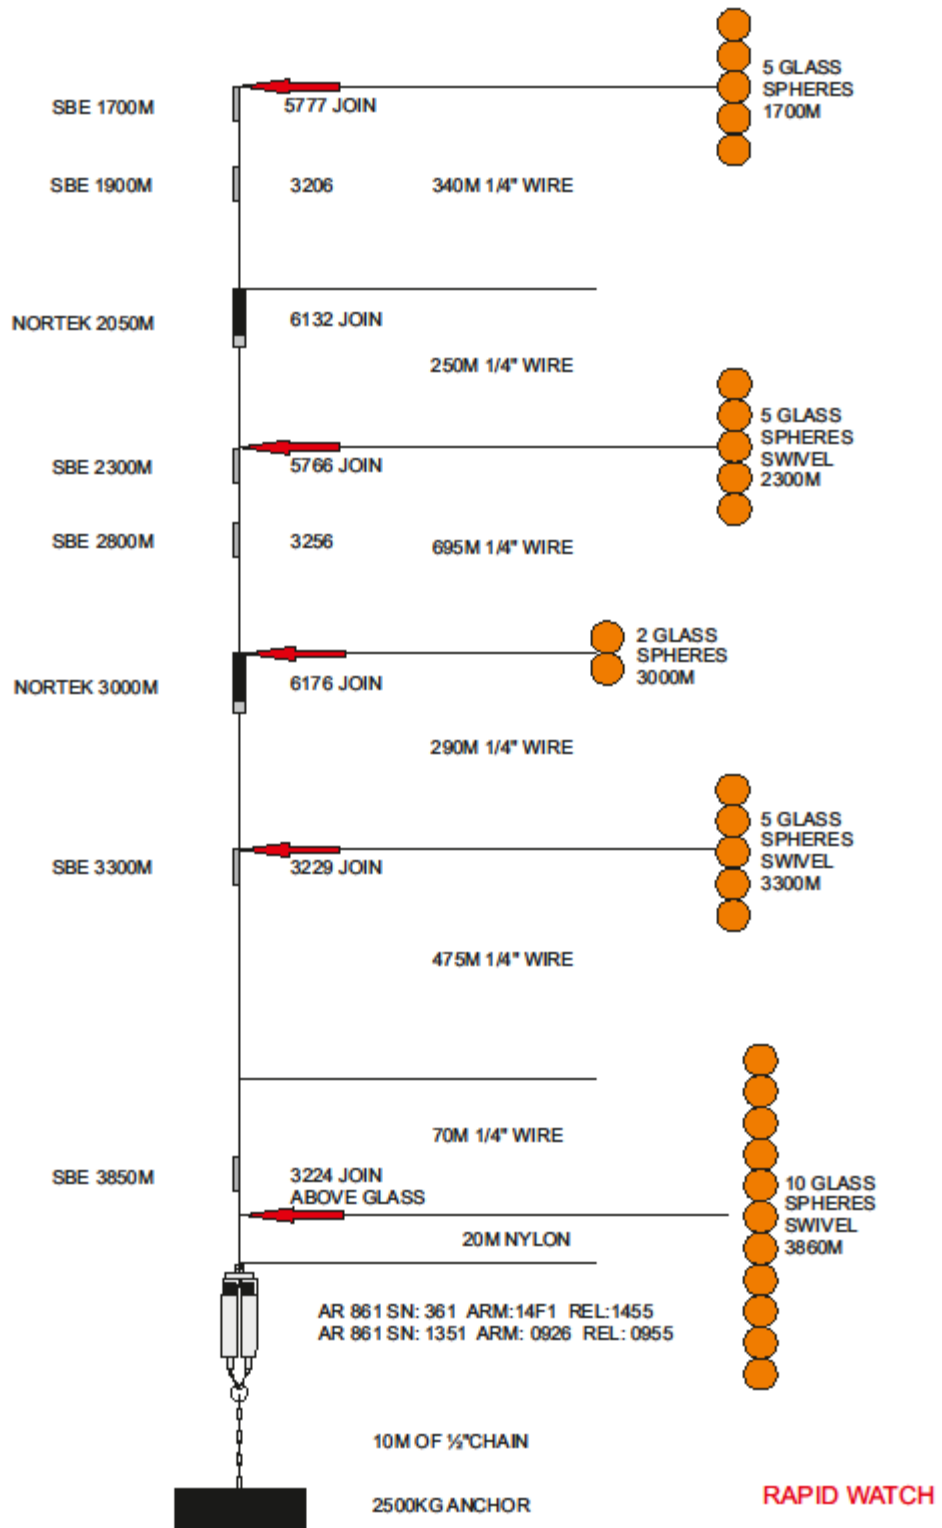 5 GLASS
SPHERES
1700M
SBE 1700M
5777 JOIN
SBE 1900M
3206
340M 1/4" WIRE
NORTEK 2050M
6132 JOIN
250M 1/4" WIRE
5 GLASS
SPHERES
SWIVEL
2300M
SBE 2300M
5766 JOIN
SBE 2800M
3256
695M 1/4" WIRE
2 GLASS
SPHERES
3000M
NORTEK 3000M
6176 JOIN
290M 1/4" WIRE
5 GLASS
SPHERES
SWIVEL
3300M
SBE 3300M
3229 JOIN
475M 1/4" WIRE
70M 1/4" WIRE
SBE 3850M
3224 JOIN
ABOVE GLASS
10 GLASS
SPHERES
SWIVEL
3860M
20M NYLON
AR 861 SN: 361 ARM:14F1 REL:1455
AR 861 SN: 1351 ARM: 0926 REL: 0955
10M OF ½"CHAIN
2500KG ANCHOR
RAPID WATCH